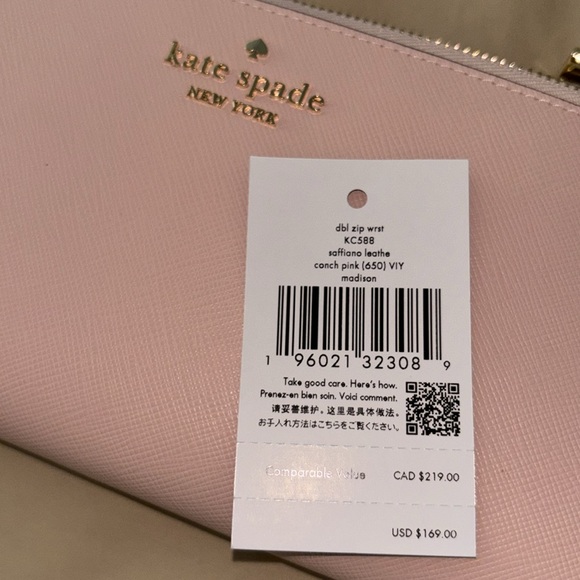 kate spade
NEW YORK
dbl zip wrst
KC588
saffiano leathe
conch pink (650) VIY
madison
1 96021 32308 9
Take good care. Here's how.
Prenez-en bien soin. Void comment.
请妥善维护。这里是具体做法。
お手入れ方法はこちらをご覧ください。
Comparable Value CAD $219.00
USD $169.00